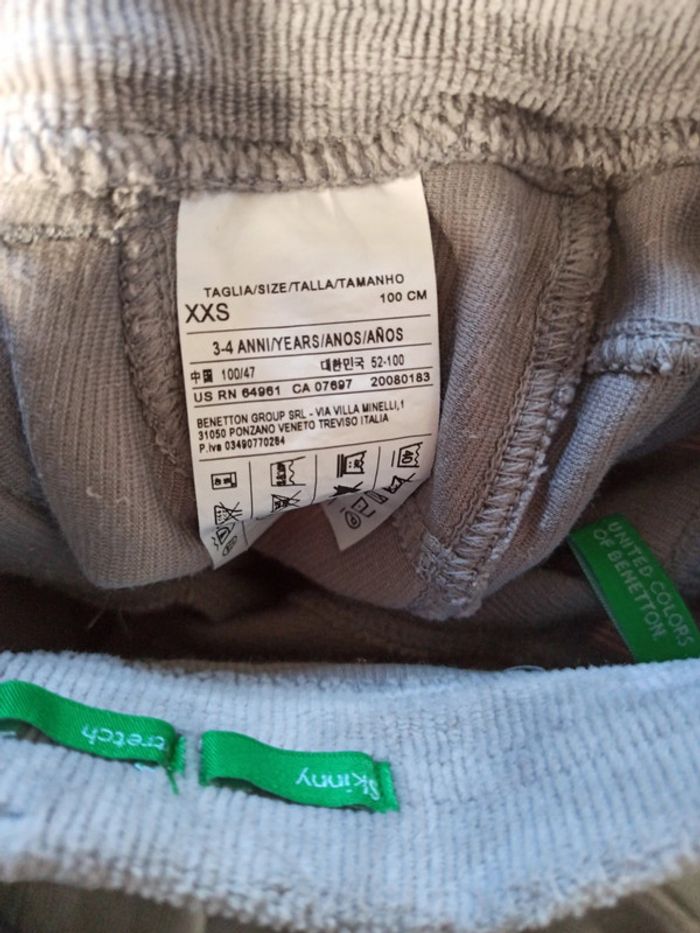 TAGLIA/SIZE/TALLA/TAMANHO
XXS 100 CM
3-4 ANNI/YEARS/ANOS/AÑOS
中国 100/47 대한민국 52-100
US RN 64961 CA 07697 20080183
BENETTON GROUP SRL - VIA VILLA MINELLI,1
31050 PONZANO VENETO TREVISO ITALIA
P.iva 03490770264
UNITED COLORS
OF BENETTON
Stretch
Skinny